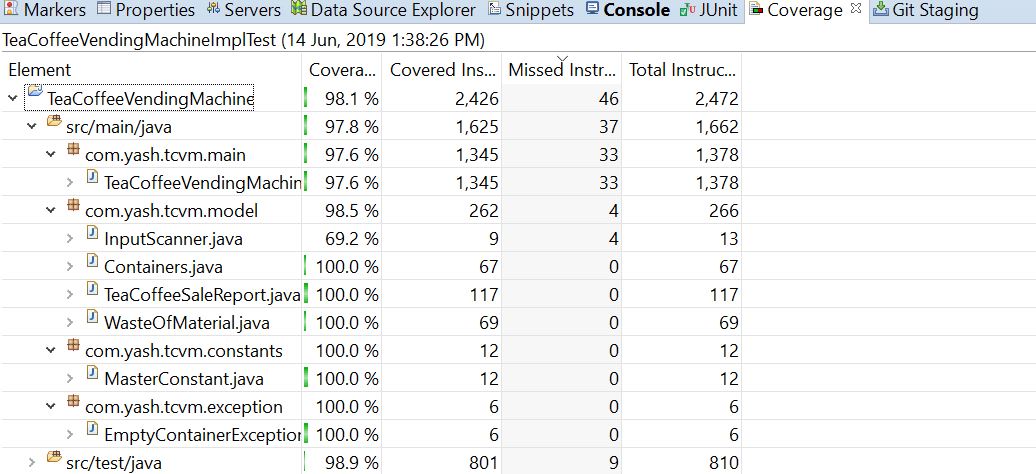 Markers Properties Servers Data Source Explorer Snippets Console JUnit Coverage Git Staging
TeaCoffeeVendingMachineImplTest (14 Jun, 2019 1:38:26 PM)
Element Covera... Covered Ins... Missed Instr... Total Instruc...
TeaCoffeeVendingMachine 98.1 % 2,426 46 2,472
src/main/java 97.8 % 1,625 37 1,662
com.yash.tcvm.main 97.6 % 1,345 33 1,378
TeaCoffeeVendingMachin 97.6 % 1,345 33 1,378
com.yash.tcvm.model 98.5 % 262 4 266
InputScanner.java 69.2 % 9 4 13
Containers.java 100.0 % 67 0 67
TeaCoffeeSaleReport.java 100.0 % 117 0 117
WasteOfMaterial.java 100.0 % 69 0 69
com.yash.tcvm.constants 100.0 % 12 0 12
MasterConstant.java 100.0 % 12 0 12
com.yash.tcvm.exception 100.0 % 6 0 6
EmptyContainerException 100.0 % 6 0 6
src/test/java 98.9 % 801 9 810